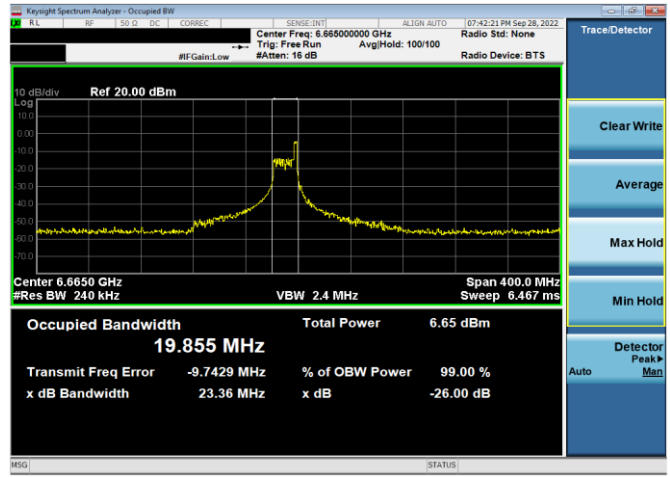 Keysight Spectrum Analyzer - Occupied BW
RL RF 50 Ω DC CORREC SENSE:INT ALIGN AUTO 07:42:21 PM Sep 28, 2022
Center Freq: 6.665000000 GHz Radio Std: None
Trig: Free Run Avg|Hold: 100/100
#IFGain:Low #Atten: 16 dB Radio Device: BTS
Trace/Detector
10 dB/div Ref 20.00 dBm
Log
10.0
0.00
-10.0
-20.0
-30.0
-40.0
-50.0
-60.0
-70.0
Center 6.6650 GHz Span 400.0 MHz
#Res BW 240 kHz VBW 2.4 MHz Sweep 6.467 ms
Occupied Bandwidth Total Power 6.65 dBm
19.855 MHz
Transmit Freq Error -9.7429 MHz % of OBW Power 99.00 %
x dB Bandwidth 23.36 MHz x dB -26.00 dB
Clear Write
Average
Max Hold
Min Hold
Detector
Peak▶
Auto Man
MSG STATUS